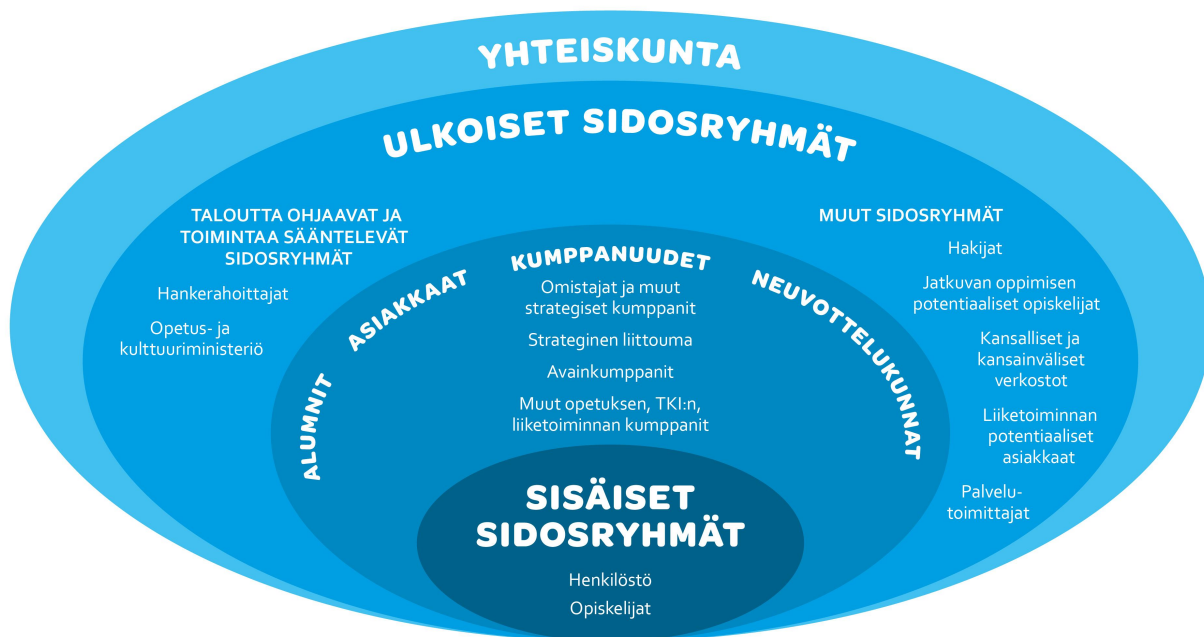 YHTEISKUNTA
ULKOISET SIDOSRYHMÄT
TALOUTTA OHJAAVAT JA
TOIMINTAA SÄÄNTELEVÄT
SIDOSRYHMÄT
Hankerahoittajat
Opetus- ja
kulttuuriministeriö
ALUMNIT
ASIAKKAAT
KUMPPANUUDET
Omistajat ja muut
strategiset kumppanit
Strateginen liittouma
Avainkumppanit
Muut opetuksen, TKI:n,
liiketoiminnan kumppanit
NEUVOTTELUKUNNAT
MUUT SIDOSRYHMÄT
Hakijat
Jatkuvan oppimisen
potentiaaliset opiskelijat
Kansalliset ja
kansainväliset
verkostot
Liiketoiminnan
potentiaaliset
asiakkaat
Palvelu-
toimittajat
SISÄISET
SIDOSRYHMÄT
Henkilöstö
Opiskelijat